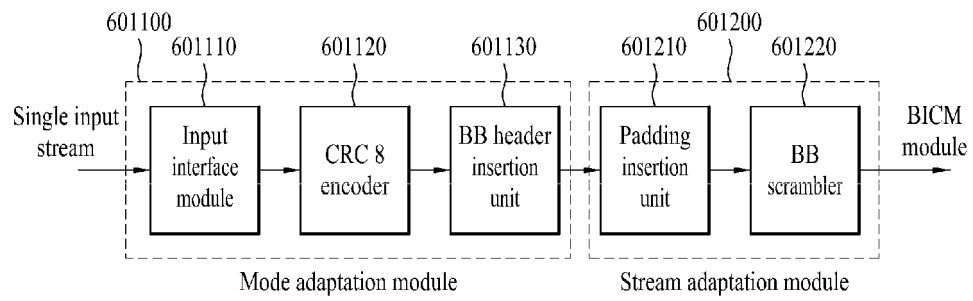 601100
601200
601110
601120
601130
601210
601220
Single input
stream
Input
interface
module
CRC 8
encoder
BB header
insertion
unit
Padding
insertion
unit
BB
scrambler
BICM
module
Mode adaptation module
Stream adaptation module